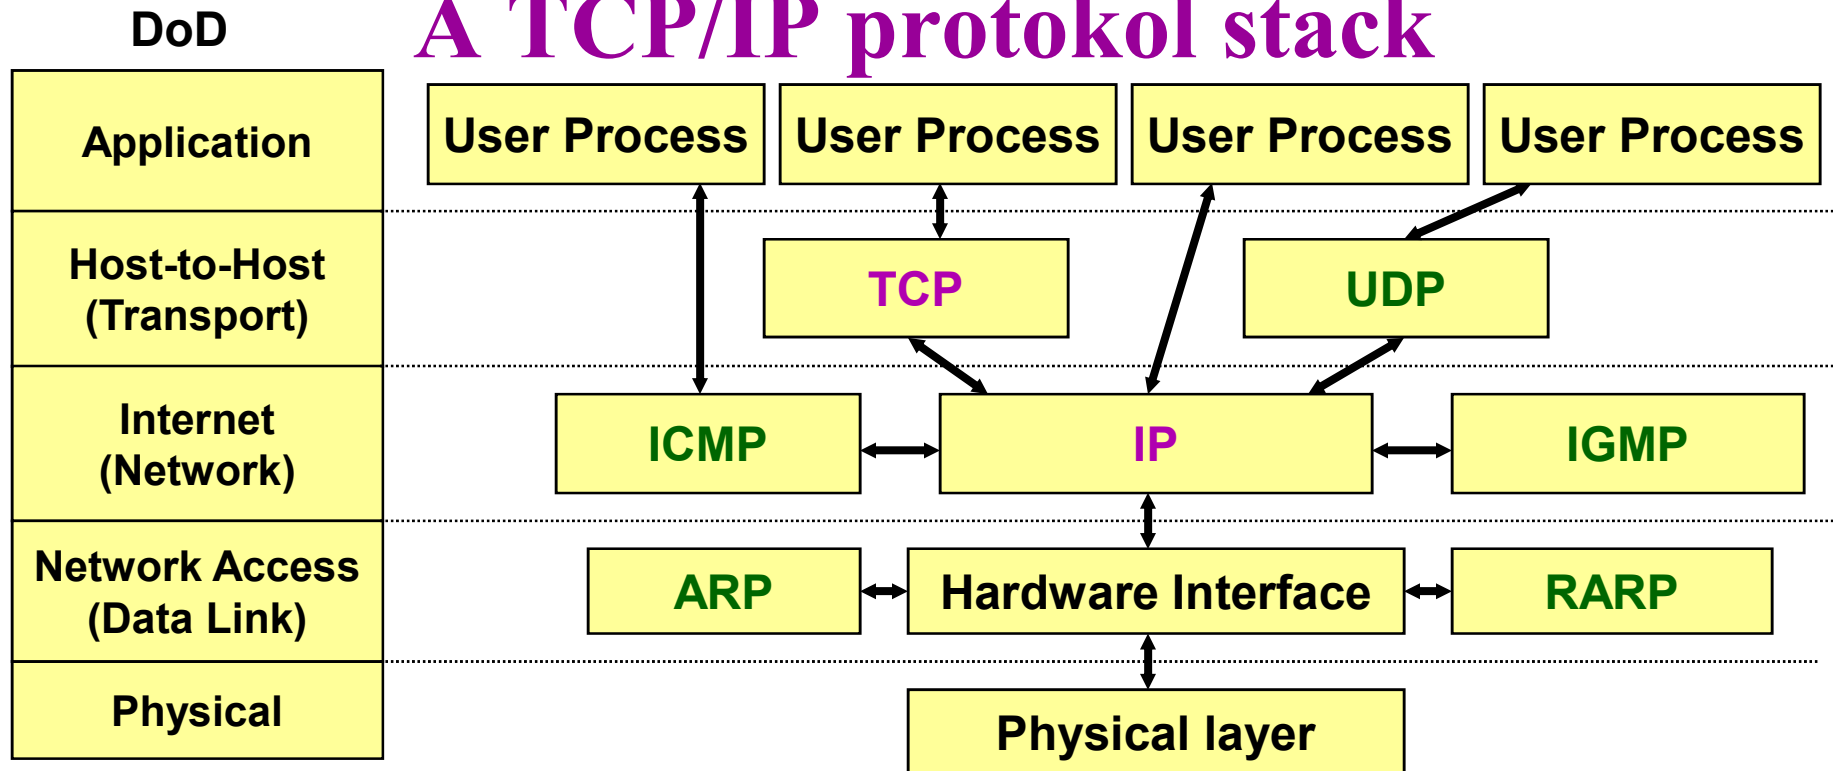 DoD
A TCP/IP protokol stack
Application
User Process
User Process
User Process
User Process
Host-to-Host
(Transport)
TCP
UDP
Internet
(Network)
ICMP
IP
IGMP
Network Access
(Data Link)
ARP
Hardware Interface
RARP
Physical
Physical layer